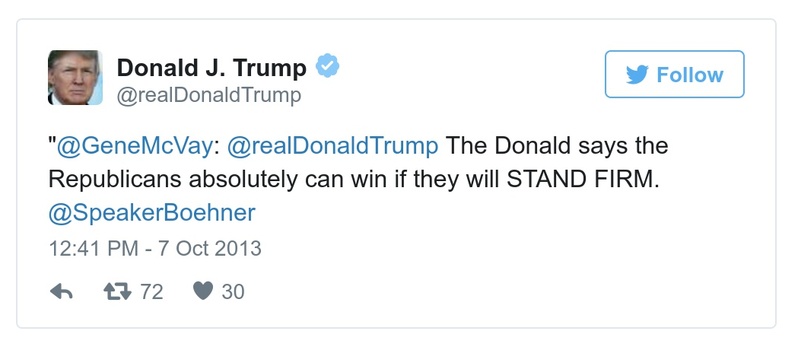 Donald J. Trump
@realDonaldTrump
Follow
"@GeneMcVay: @realDonaldTrump The Donald says the
Republicans absolutely can win if they will STAND FIRM.
@SpeakerBoehner
12:41 PM - 7 Oct 2013
72 30